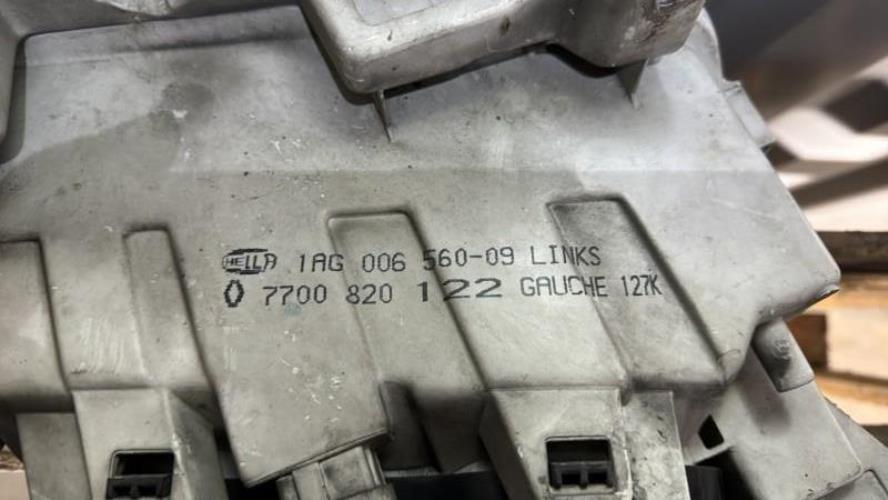 HELLA 1AG 006 560-09 LINKS
7700 820 122 GAUCHE 127K